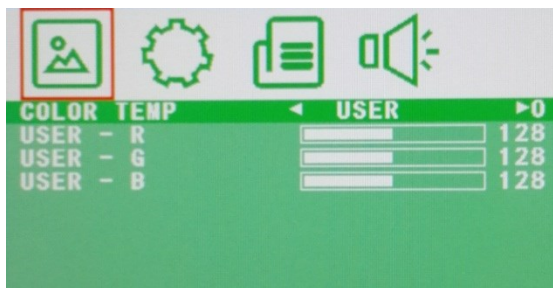 COLOR TEMP ◄ USER ►0
USER - R 128
USER - G 128
USER - B 128